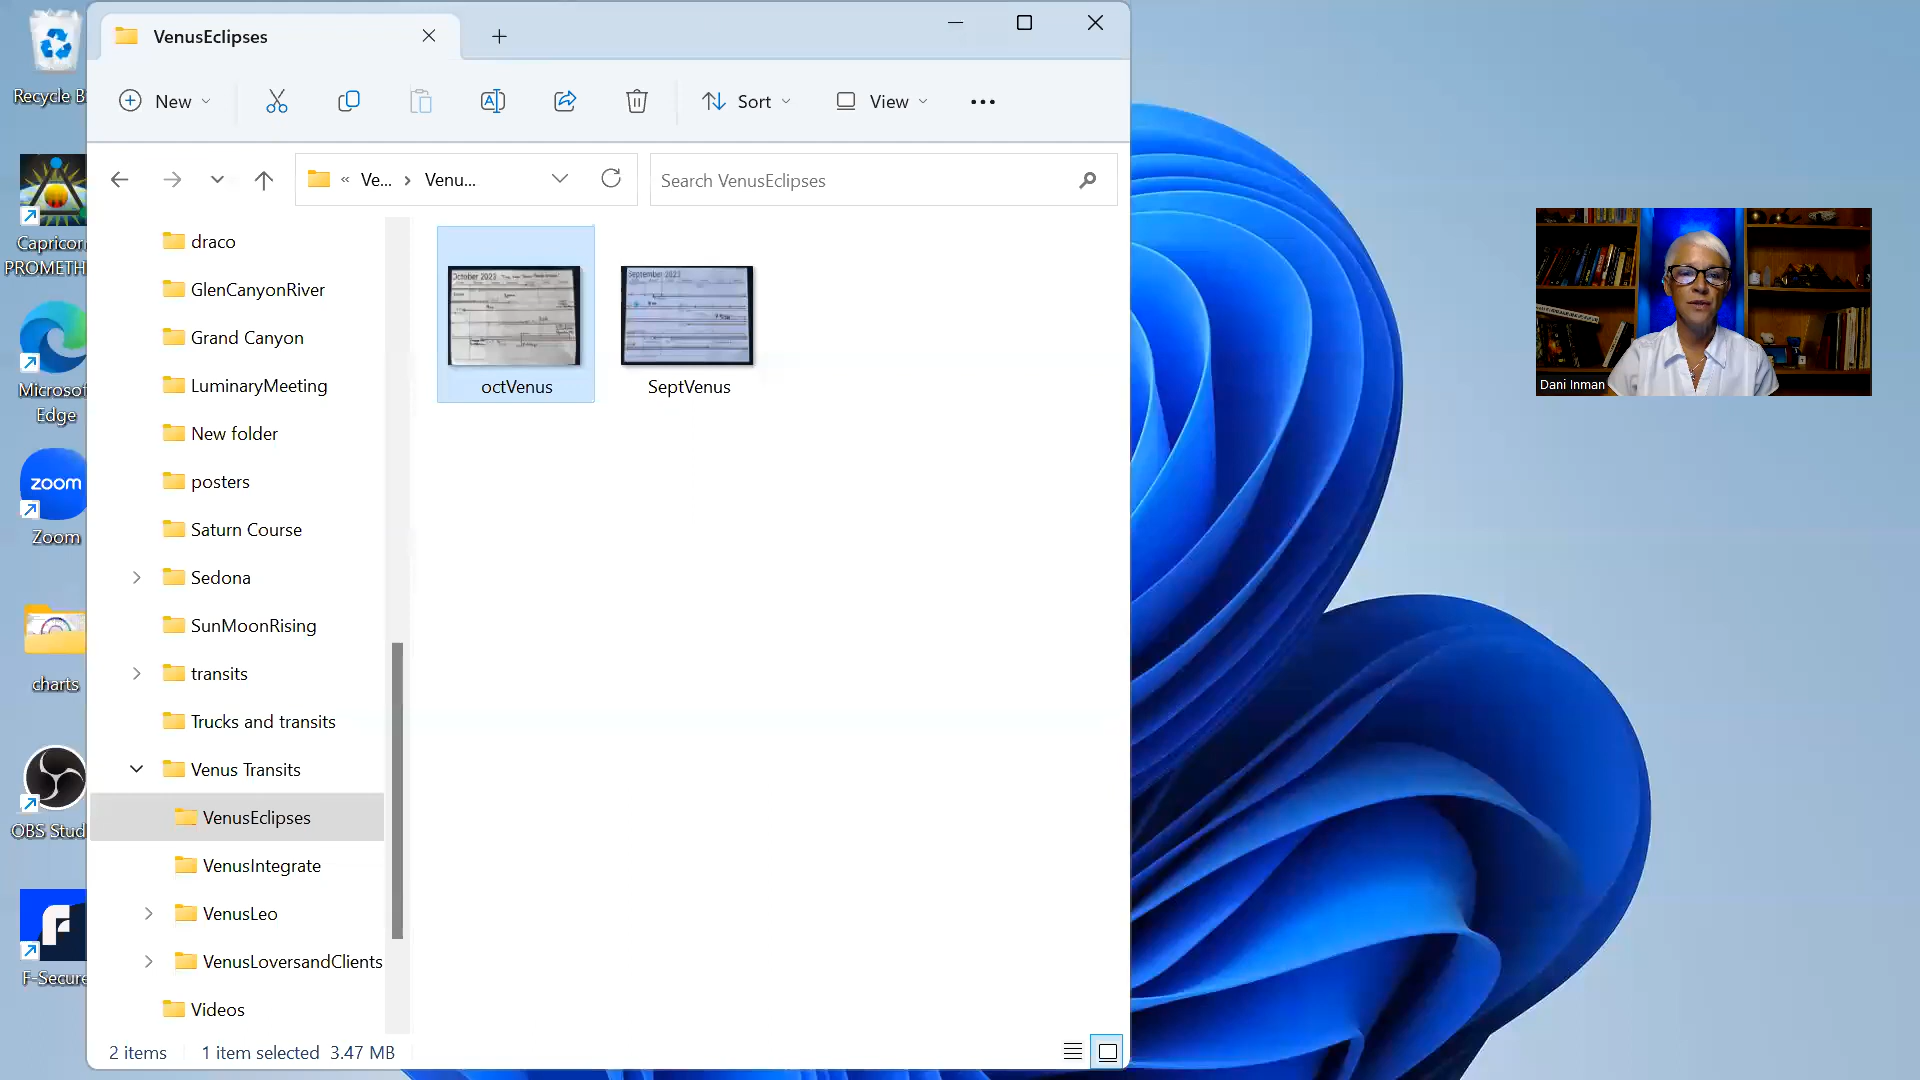 VenusEclipses
New
Sort
View
Ve...
Venu...
Search VenusEclipses
Recycle B
Capricor
PROMETH
Microsof
Edge
zoom
Zoom
charts
OBS Stud
F-Secure
draco
GlenCanyonRiver
Grand Canyon
LuminaryMeeting
New folder
posters
Saturn Course
Sedona
SunMoonRising
transits
Trucks and transits
Venus Transits
VenusEclipses
VenusIntegrate
VenusLeo
VenusLoversandClients
Videos
October 2023
octVenus
September 2023
SeptVenus
Dani Inman
2 items
1 item selected 3.47 MB